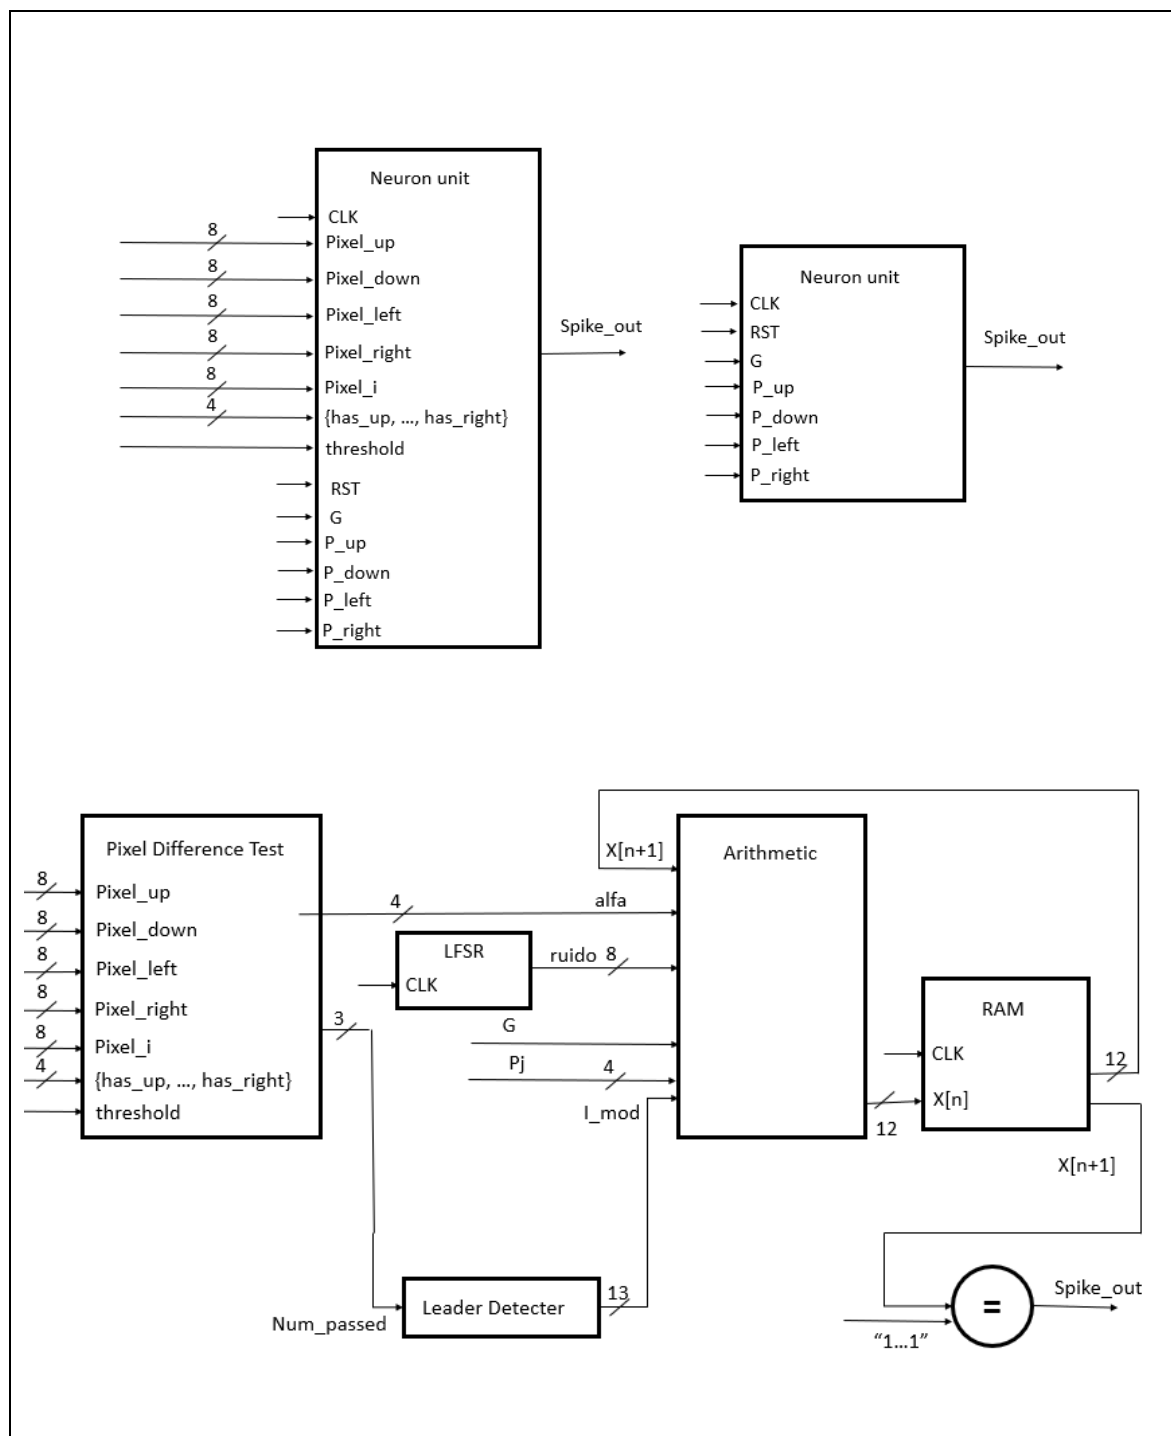 Neuron unit
CLK
8
Pixel_up
8
Pixel_down
8
Pixel_left
8
Pixel_right
8
Pixel_i
4
{has_up, ..., has_right}
threshold
RST
G
P_up
P_down
P_left
P_right
Spike_out
Neuron unit
CLK
RST
G
P_up
P_down
P_left
P_right
Spike_out
Pixel Difference Test
8
Pixel_up
8
Pixel_down
8
Pixel_left
8
Pixel_right
8
Pixel_i
4
{has_up, ..., has_right}
threshold
4
alfa
3
LFSR
CLK
ruido 8
G
Pj
4
I_mod
X[n+1]
Arithmetic
12
RAM
CLK
X[n]
12
X[n+1]
Num_passed
Leader Detecter
13
"1...1"
=
Spike_out